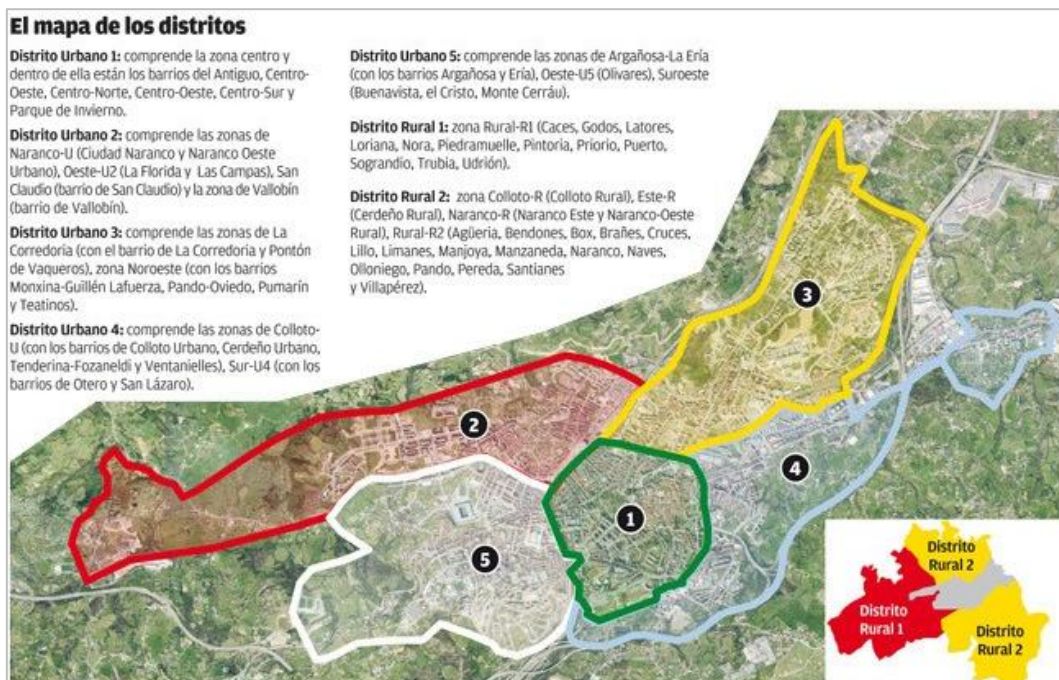 El mapa de los distritos
Distrito Urbano 1: comprende la zona centro y
dentro de ella están los barrios del Antiguo, Centro-
Oeste, Centro-Norte, Centro-Oeste, Centro-Sur y
Parque de Invierno.
Distrito Urbano 2: comprende las zonas de
Naranco-U (Ciudad Naranco y Naranco Oeste
Urbano), Oeste-U2 (La Florida y Las Campas), San
Claudio (barrio de San Claudio) y la zona de Vallobín
(barrio de Vallobín).
Distrito Urbano 3: comprende las zonas de La
Corredoria (con el barrio de La Corredoria y Pontón
de Vaqueros), zona Noroeste (con los barrios
Monxina-Guillén Lafuerza, Pando-Oviedo, Pumarín
y Teatinos).
Distrito Urbano 4: comprende las zonas de Colloto-
U (con los barrios de Colloto Urbano, Cerdeño Urbano,
Tenderina-Fozaneldi y Ventanielles), Sur-U4 (con los
barrios de Otero y San Lázaro).
Distrito Urbano 5: comprende las zonas de Argañosa-La Ería
(con los barrios Argañosa y Ería), Oeste-U5 (Olivares), Suroeste
(Buenavista, el Cristo, Monte Cerráu).
Distrito Rural 1: zona Rural-R1 (Caces, Godos, Latores,
Loriana, Nora, Piedramuelle, Pintoria, Priorio, Puerto,
Sograndio, Trubia, Udrión).
Distrito Rural 2: zona Colloto-R (Colloto Rural), Este-R
(Cerdeño Rural), Naranco-R (Naranco Este y Naranco-Oeste
Rural), Rural-R2 (Agüeria, Bendones, Box, Brañes, Cruces,
Lillo, Limanes, Manjoya, Manzaneda, Naranco, Naves,
Olloniego, Pando, Pereda, Santianes
y Villapérez).
3
2
4
1
5
Distrito
Rural 2
Distrito
Rural 1
Distrito
Rural 2